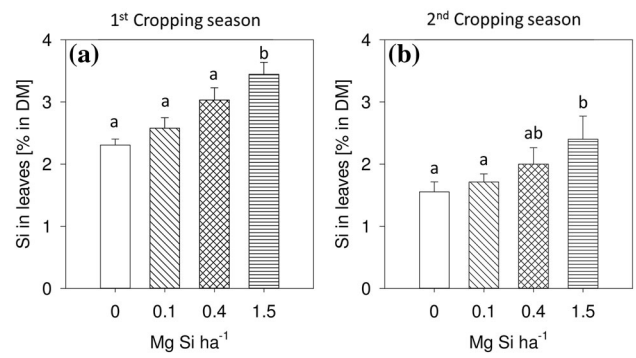 1st Cropping season
(a)
Si in leaves [% in DM]
4
3
2
1
0
a
a
a
b
0 0.1 0.4 1.5
Mg Si ha-1
2nd Cropping season
(b)
Si in leaves [% in DM]
4
3
2
1
0
a
a
ab
b
0 0.1 0.4 1.5
Mg Si ha-1